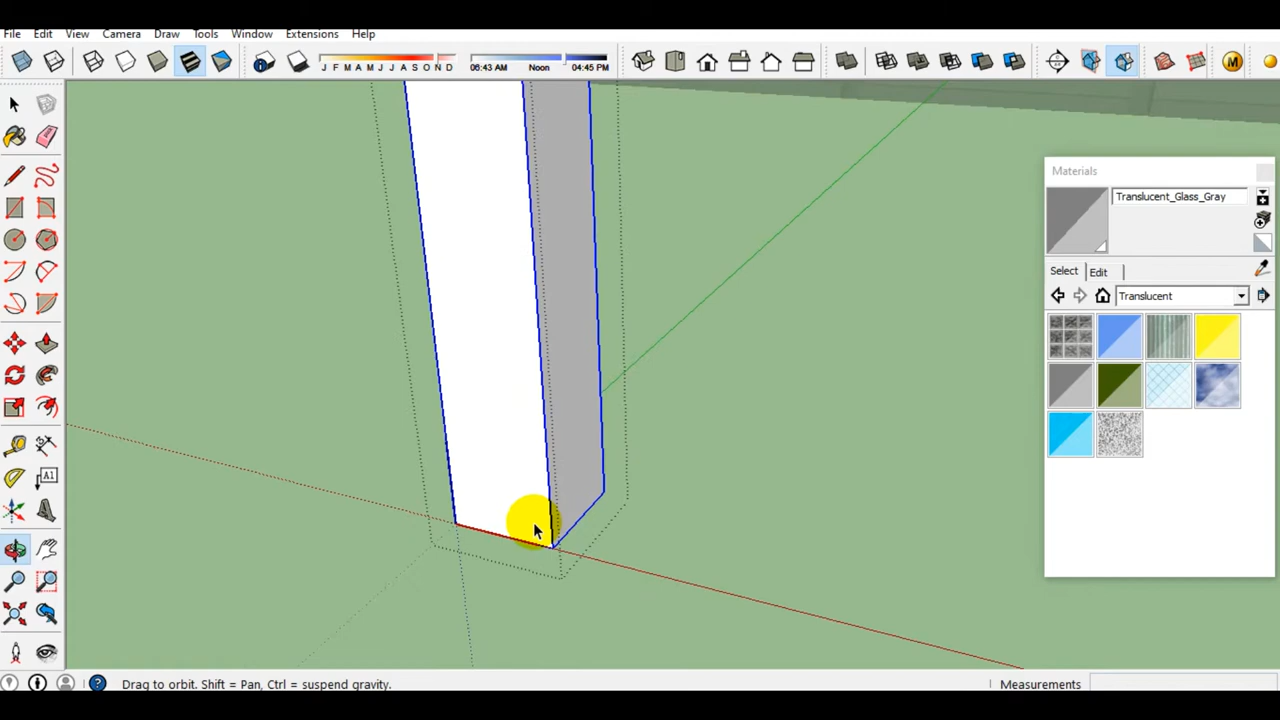 File Edit View Camera Draw Tools Window Extensions Help
J F M A M J J A S O N D 06:43 AM Noon 04:45 PM
M
Materials
Translucent_Glass_Gray
Select Edit
Translucent
A1
Drag to orbit. Shift = Pan, Ctrl = suspend gravity.
Measurements